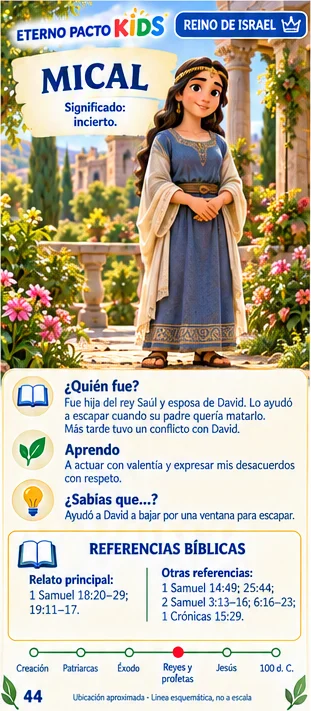 ETERNO PACTO KIDS
REINO DE ISRAEL
MICAL
Significado:
incierto.
¿Quién fue?
Fue hija del rey Saúl y esposa de David. Lo ayudó
a escapar cuando su padre quería matarlo.
Más tarde tuvo un conflicto con David.
Aprendo
A actuar con valentía y expresar mis desacuerdos
con respeto.
¿Sabías que...?
Ayudó a David a bajar por una ventana para escapar.
REFERENCIAS BÍBLICAS
Relato principal:
1 Samuel 18:20–29;
19:11–17.
Otras referencias:
1 Samuel 14:49; 25:44;
2 Samuel 3:13–16; 6:16–23;
1 Crónicas 15:29.
Creación
Patriarcas
Éxodo
Reyes y
profetas
Jesús
100 d. C.
44
Ubicación aproximada - Línea esquemática, no a escala